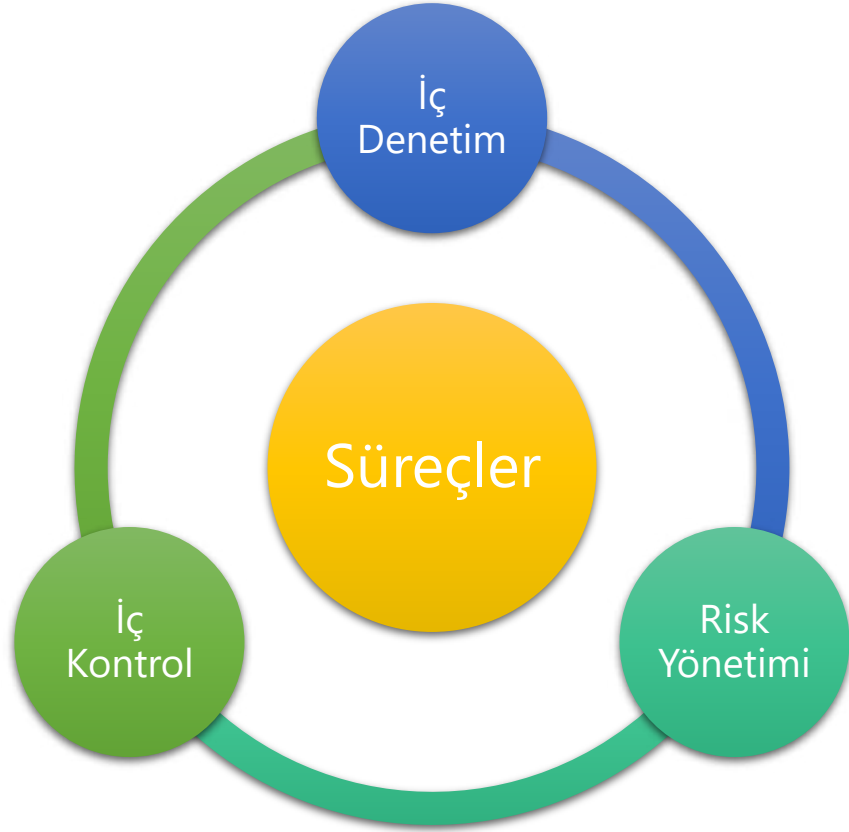 İç
Denetim
Süreçler
İç
Kontrol
Risk
Yönetimi